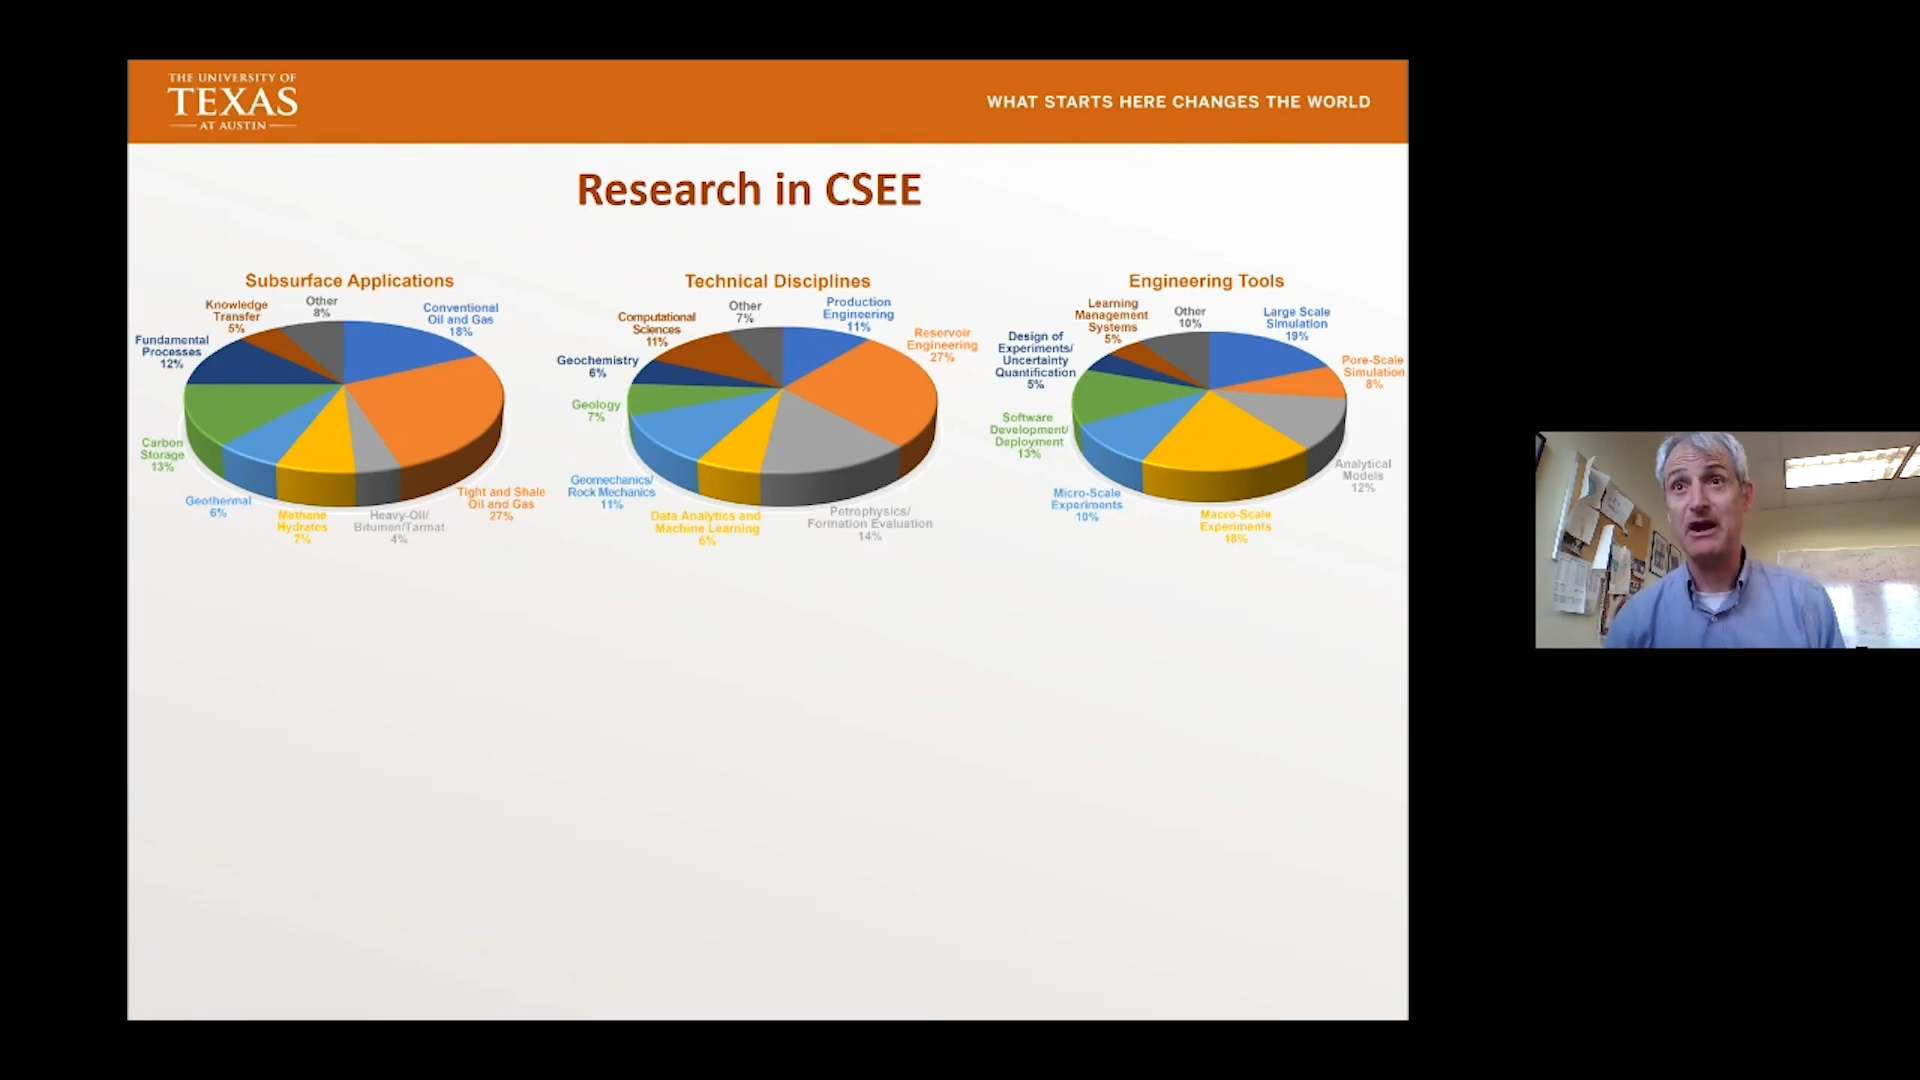 THE UNIVERSITY OF
TEXAS
AT AUSTIN
WHAT STARTS HERE CHANGES THE WORLD
Research in CSEE
Subsurface Applications
Knowledge
Transfer
5%
Other
8%
Conventional
Oil and Gas
18%
Fundamental
Processes
12%
Carbon
Storage
13%
Geothermal
6%
Methane
Hydrates
7%
Heavy-Oil/
Bitumen/Tarmat
4%
Tight and Shale
Oil and Gas
27%
Technical Disciplines
Computational
Sciences
11%
Other
7%
Production
Engineering
11%
Reservoir
Engineering
27%
Geochemistry
6%
Geology
7%
Geomechanics/
Rock Mechanics
11%
Data Analytics and
Machine Learning
6%
Petrophysics/
Formation Evaluation
14%
Engineering Tools
Learning
Management
Systems
5%
Other
10%
Large Scale
Simulation
19%
Design of
Experiments/
Uncertainty
Quantification
5%
Pore-Scale
Simulation
8%
Software
Development/
Deployment
13%
Analytical
Models
12%
Micro-Scale
Experiments
10%
Macro-Scale
Experiments
18%